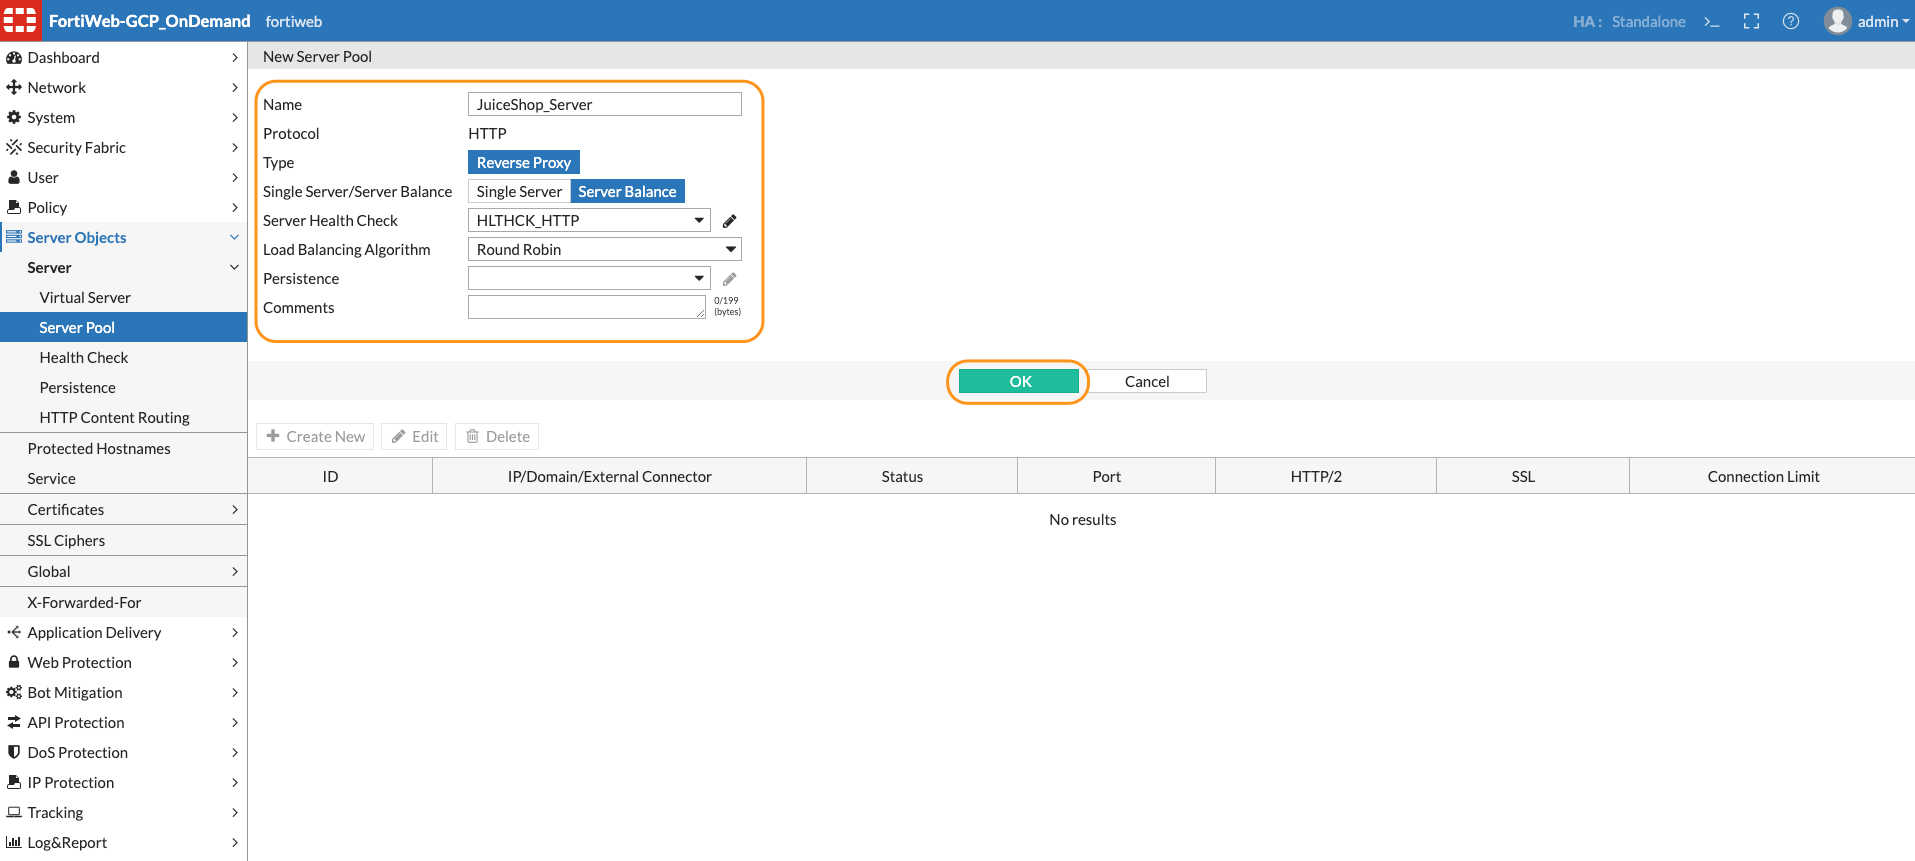 FortiWeb-GCP_OnDemand fortiweb HA : Standalone admin
Dashboard
Network
System
Security Fabric
User
Policy
Server Objects
Server
Virtual Server
Server Pool
Health Check
Persistence
HTTP Content Routing
Protected Hostnames
Service
Certificates
SSL Ciphers
Global
X-Forwarded-For
Application Delivery
Web Protection
Bot Mitigation
API Protection
DoS Protection
IP Protection
Tracking
Log&Report
New Server Pool
Name JuiceShop_Server
Protocol HTTP
Type Reverse Proxy
Single Server/Server Balance Single Server Server Balance
Server Health Check HLTHCK_HTTP
Load Balancing Algorithm Round Robin
Persistence
Comments 0/199
(bytes)
OK Cancel
Create New Edit Delete
ID IP/Domain/External Connector Status Port HTTP/2 SSL Connection Limit
No results